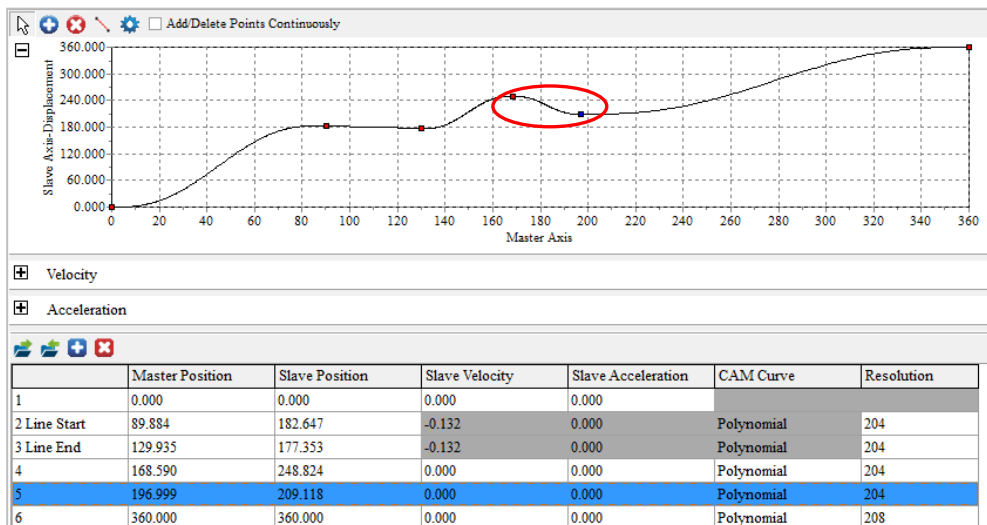 Add/Delete Points Continuously
360.000
300.000
240.000
180.000
120.000
60.000
0.000
Slave Axis-Displacement
0 20 40 60 80 100 120 140 160 180 200 220 240 260 280 300 320 340 360
Master Axis
Velocity
Acceleration
Master Position Slave Position Slave Velocity Slave Acceleration CAM Curve Resolution
1 0.000 0.000 0.000 0.000
2 Line Start 89.884 182.647 -0.132 0.000 Polynomial 204
3 Line End 129.935 177.353 -0.132 0.000 Polynomial 204
4 168.590 248.824 0.000 0.000 Polynomial 204
5 196.999 209.118 0.000 0.000 Polynomial 204
6 360.000 360.000 0.000 0.000 Polynomial 208